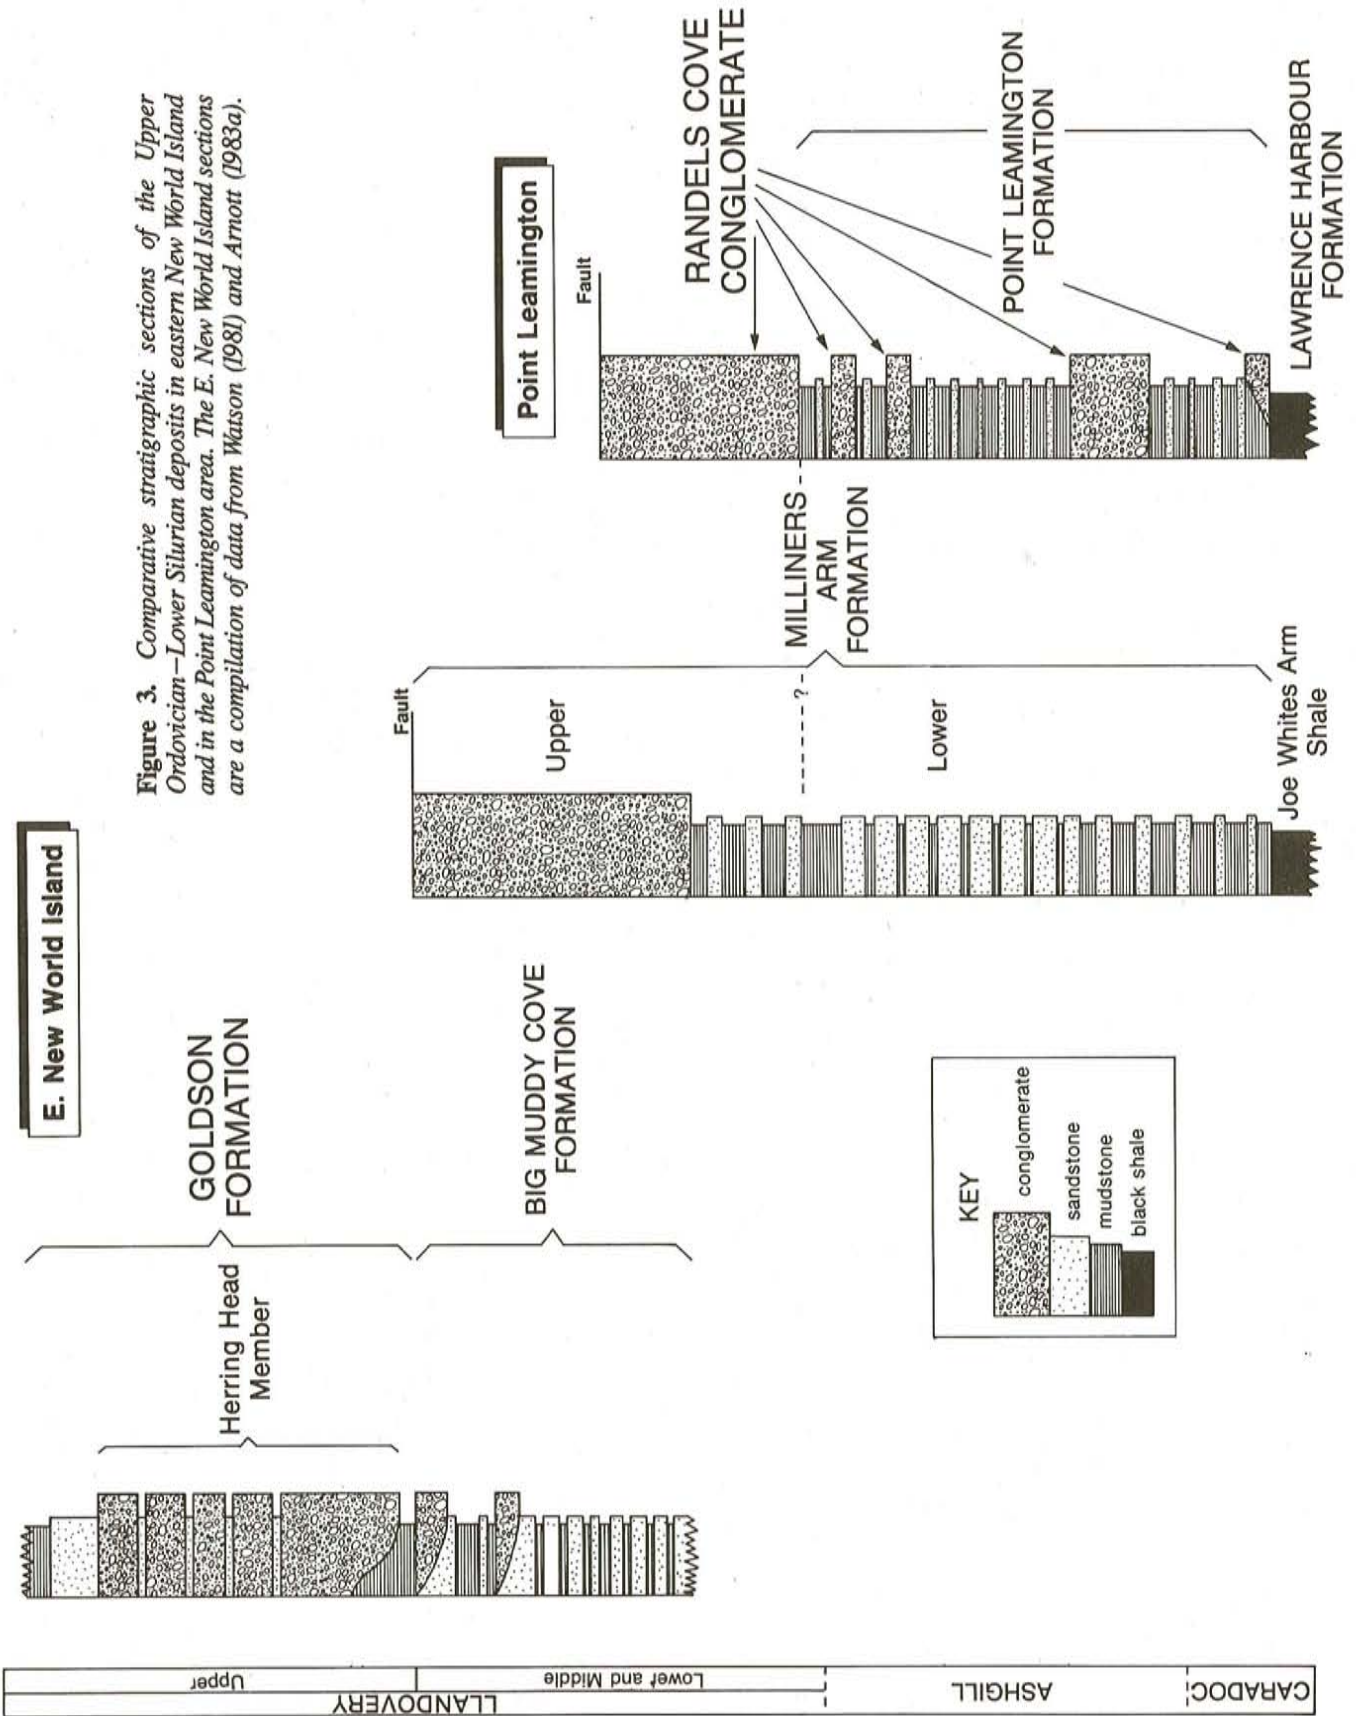 E. New World Island
Figure 3. Comparative stratigraphic sections of the Upper
Ordovician—Lower Silurian deposits in eastern New World Island
and in the Point Leamington area. The E. New World Island sections
are a compilation of data from Watson (1981) and Arnott (1983a).
Point Leamington
GOLDSON
FORMATION
Herring Head
Member
BIG MUDDY COVE
FORMATION
Fault
Upper
?
Lower
MILLINERS
ARM
FORMATION
Joe Whites Arm
Shale
Fault
RANDELS COVE
CONGLOMERATE
POINT LEAMINGTON
FORMATION
LAWRENCE HARBOUR
FORMATION
KEY
conglomerate
sandstone
mudstone
black shale
Upper
Lower and Middle
LLANDOVERY
ASHGILL
CARADOC